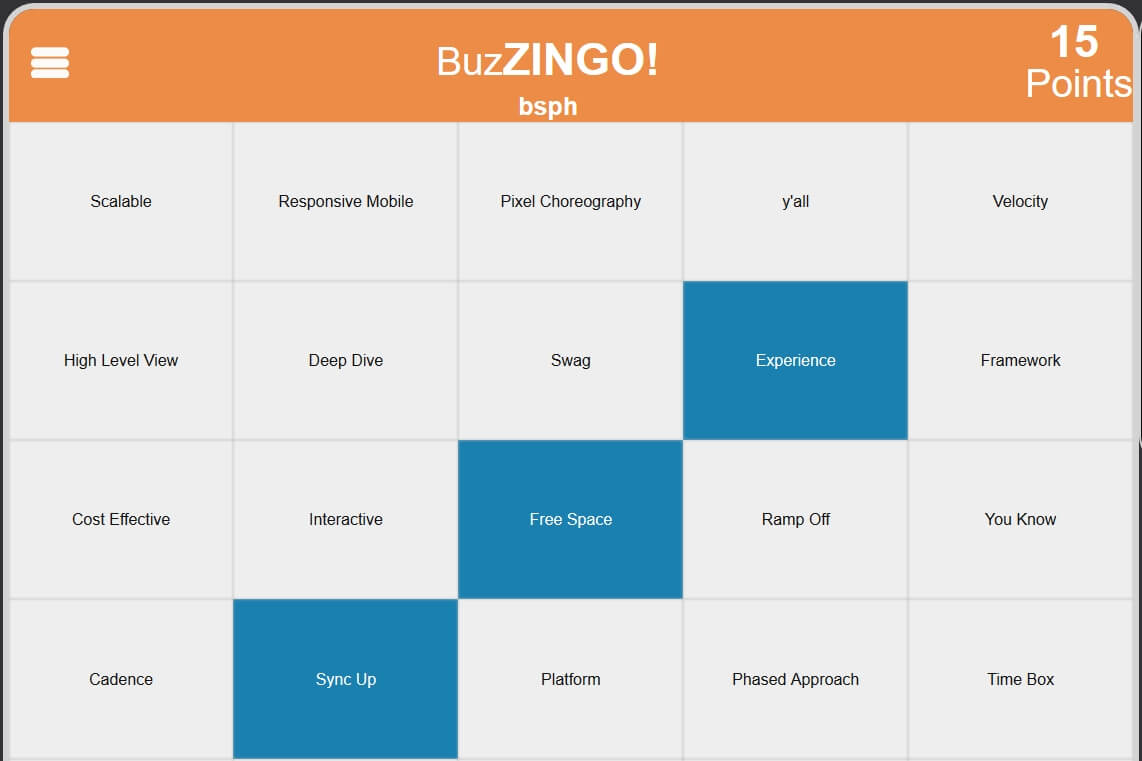 BuzZINGO!
bsph
15
Points
Scalable
Responsive Mobile
Pixel Choreography
y'all
Velocity
High Level View
Deep Dive
Swag
Experience
Framework
Cost Effective
Interactive
Free Space
Ramp Off
You Know
Cadence
Sync Up
Platform
Phased Approach
Time Box